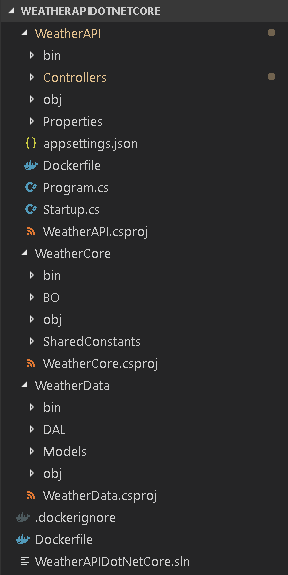 WEATHERAPIDOTNETCORE
WeatherAPI
bin
Controllers
obj
Properties
{} appsettings.json
Dockerfile
C# Program.cs
C# Startup.cs
WeatherAPI.csproj
WeatherCore
bin
BO
obj
SharedConstants
WeatherCore.csproj
WeatherData
bin
DAL
Models
obj
WeatherData.csproj
.dockerignore
Dockerfile
WeatherAPIDotNetCore.sln